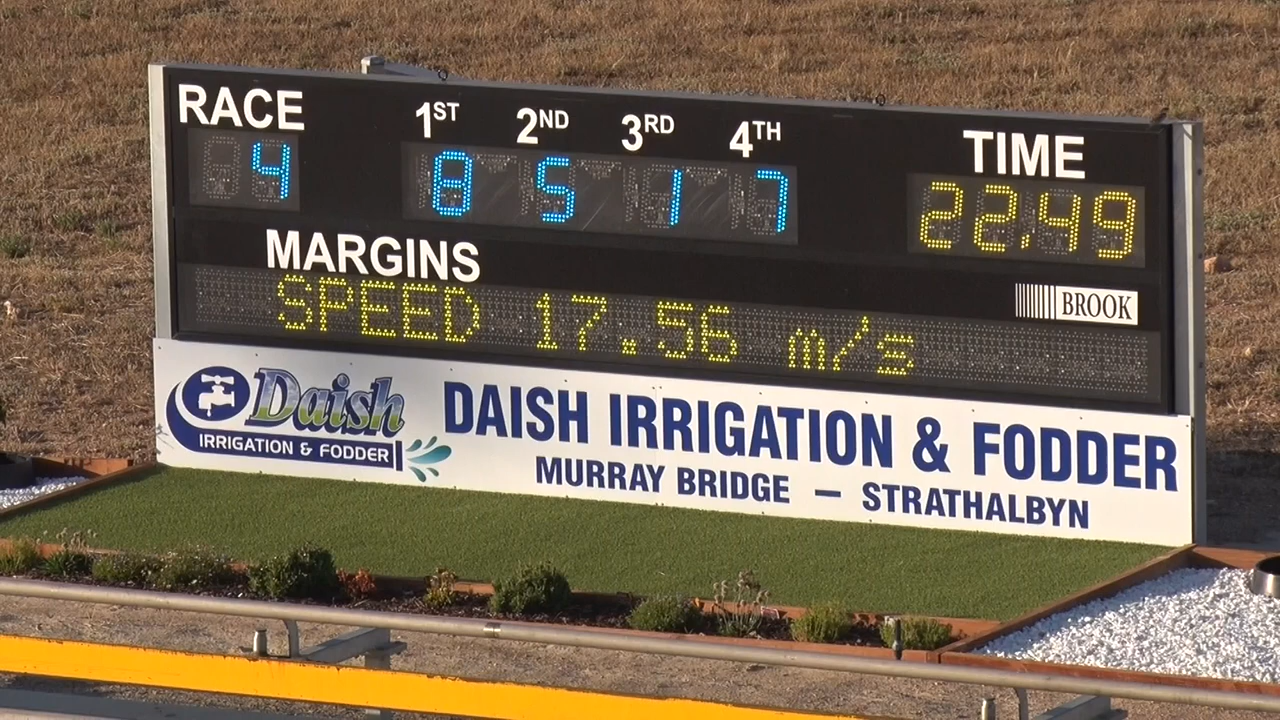 RACE 1ST 2ND 3RD 4TH TIME
4 8 5 1 7 22.49
MARGINS
BROOK
SPEED 17.56 m/s
Daish
IRRIGATION & FODDER
DAISH IRRIGATION & FODDER
MURRAY BRIDGE – STRATHALBYN